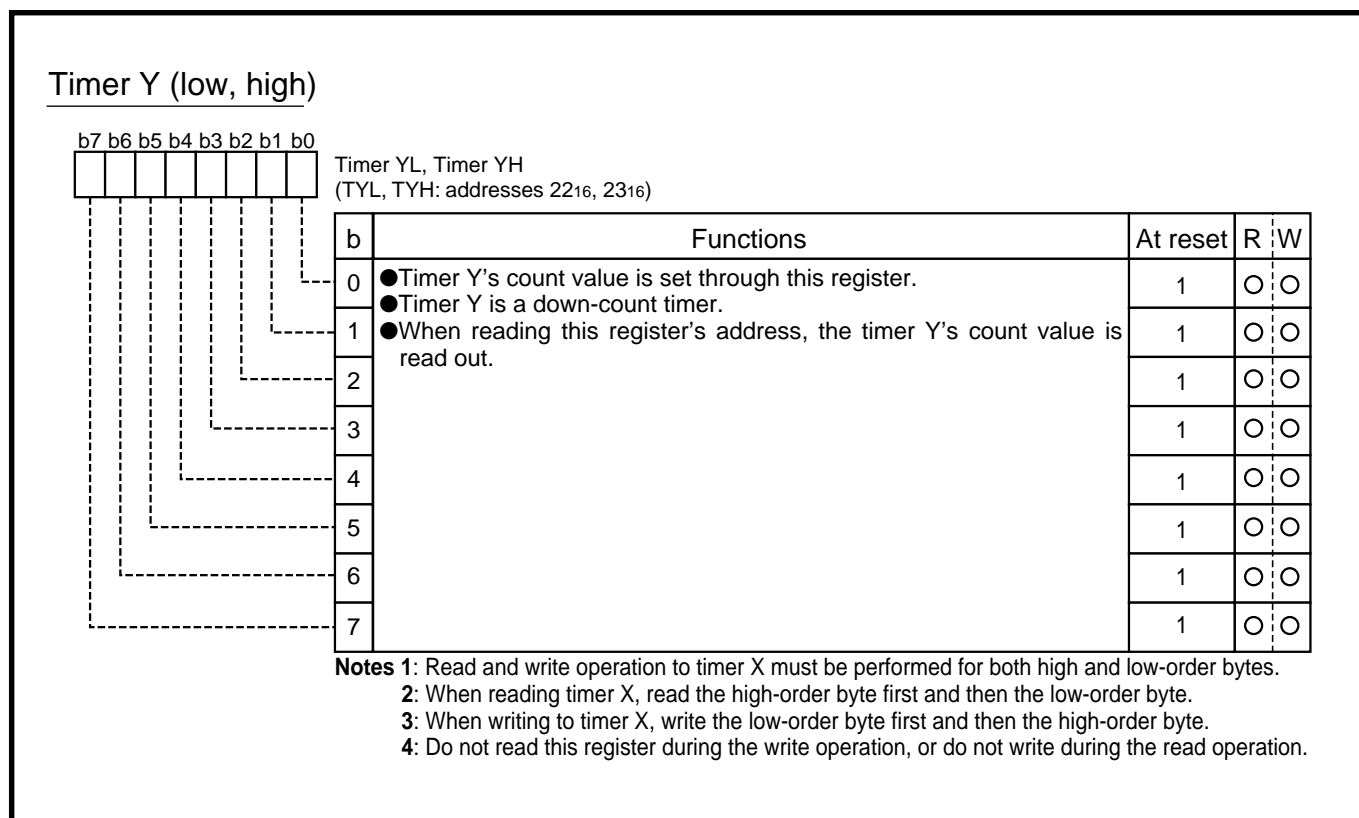 Timer Y (low, high)
b7 b6 b5 b4 b3 b2 b1 b0
Timer YL, Timer YH
(TYL, TYH: addresses 2216, 2316)
b Functions At reset R W
0 ●Timer Y’s count value is set through this register. 1 ○ ○
●Timer Y is a down-count timer.
1 ●When reading this register’s address, the timer Y’s count value is 1 ○ ○
read out.
2 1 ○ ○
3 1 ○ ○
4 1 ○ ○
5 1 ○ ○
6 1 ○ ○
7 1 ○ ○
Notes 1: Read and write operation to timer X must be performed for both high and low-order bytes.
2: When reading timer X, read the high-order byte first and then the low-order byte.
3: When writing to timer X, write the low-order byte first and then the high-order byte.
4: Do not read this register during the write operation, or do not write during the read operation.